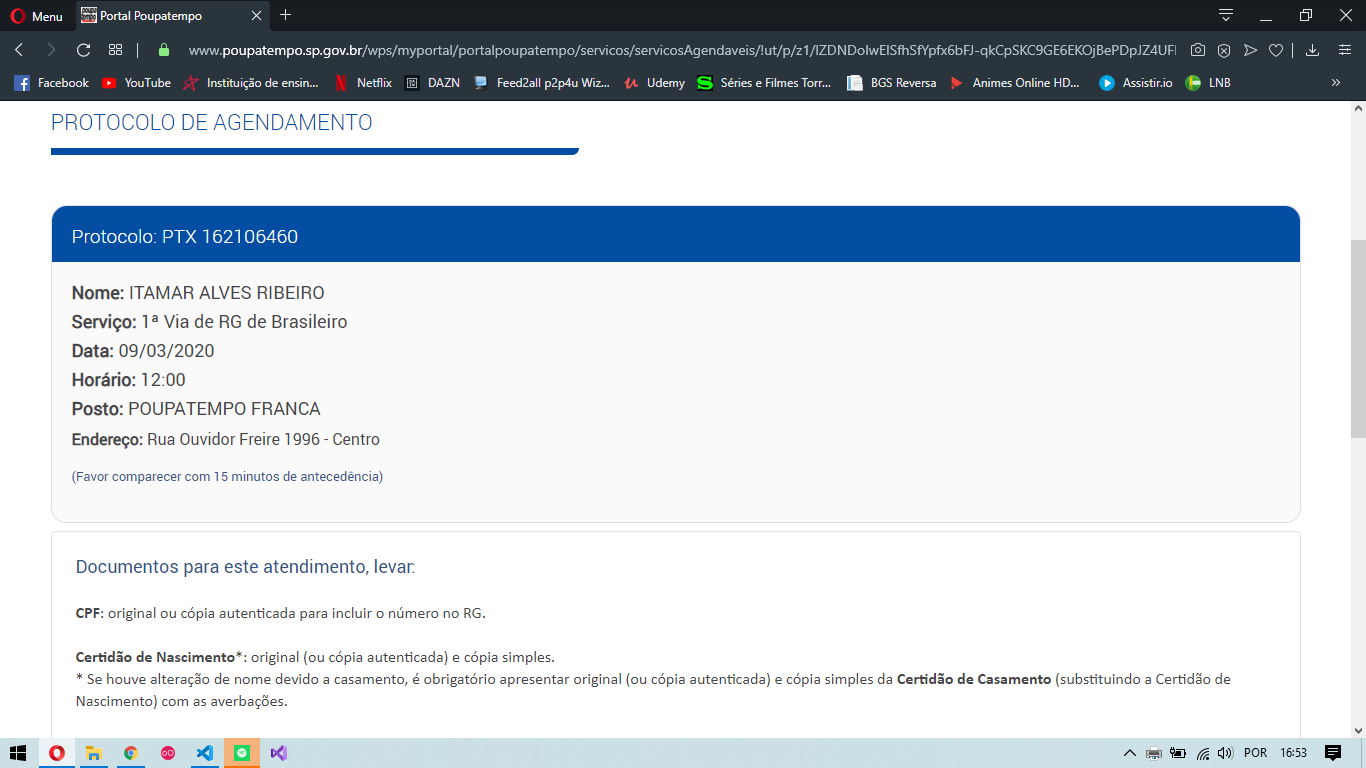 Menu
Portal Poupatempo
www.poupatempo.sp.gov.br/wps/myportal/portalpoupatempo/servicos/servicosAgendaveis/!ut/p/z1/
Facebook
YouTube
Instituição de ensin...
Netflix
DAZN
Feed2all p2p4u Wiz...
Udemy
Séries e Filmes Torr...
BGS Reversa
Animes Online HD...
Assistir.io
LNB
PROTOCOLO DE AGENDAMENTO
Protocolo: PTX 162106460
Nome: ITAMAR ALVES RIBEIRO
Serviço: 1ª Via de RG de Brasileiro
Data: 09/03/2020
Horário: 12:00
Posto: POUPATEMPO FRANCA
Endereço: Rua Ouvidor Freire 1996 - Centro
(Favor comparecer com 15 minutos de antecedência)
Documentos para este atendimento, levar:
CPF: original ou cópia autenticada para incluir o número no RG.
Certidão de Nascimento*: original (ou cópia autenticada) e cópia simples.
* Se houve alteração de nome devido a casamento, é obrigatório apresentar original (ou cópia autenticada) e cópia simples da Certidão de Casamento (substituindo a Certidão de
Nascimento) com as averbações.
POR
16:53